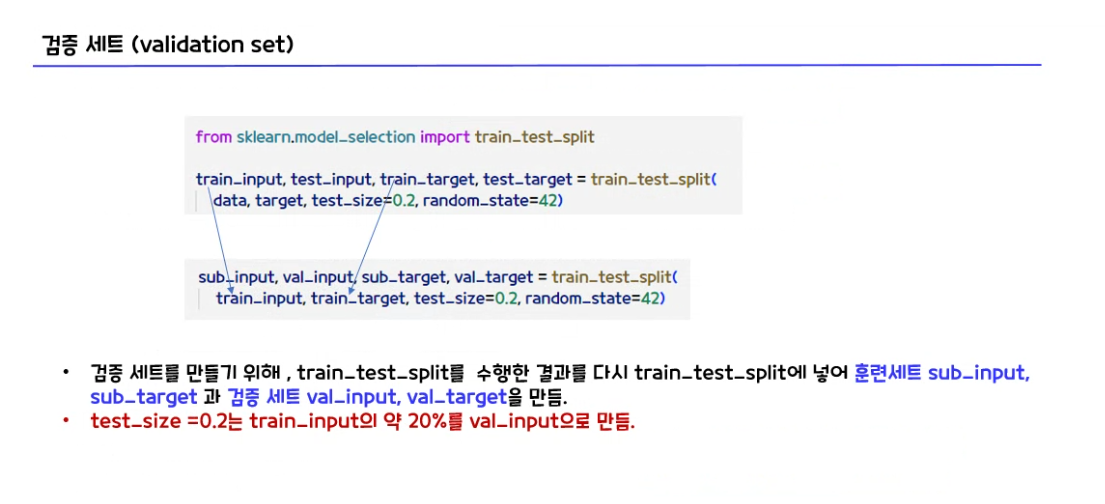 검증 세트 (validation set)
from sklearn.model_selection import train_test_split
train_input, test_input, train_target, test_target = train_test_split(
data, target, test_size=0.2, random_state=42)
sub_input, val_input, sub_target, val_target = train_test_split(
train_input, train_target, test_size=0.2, random_state=42)
• 검증 세트를 만들기 위해 , train_test_split를 수행한 결과를 다시 train_test_split에 넣어 훈련세트 sub_input,
sub_target 과 검증 세트 val_input, val_target을 만듬.
• test_size =0.2는 train_input의 약 20%를 val_input으로 만듬.